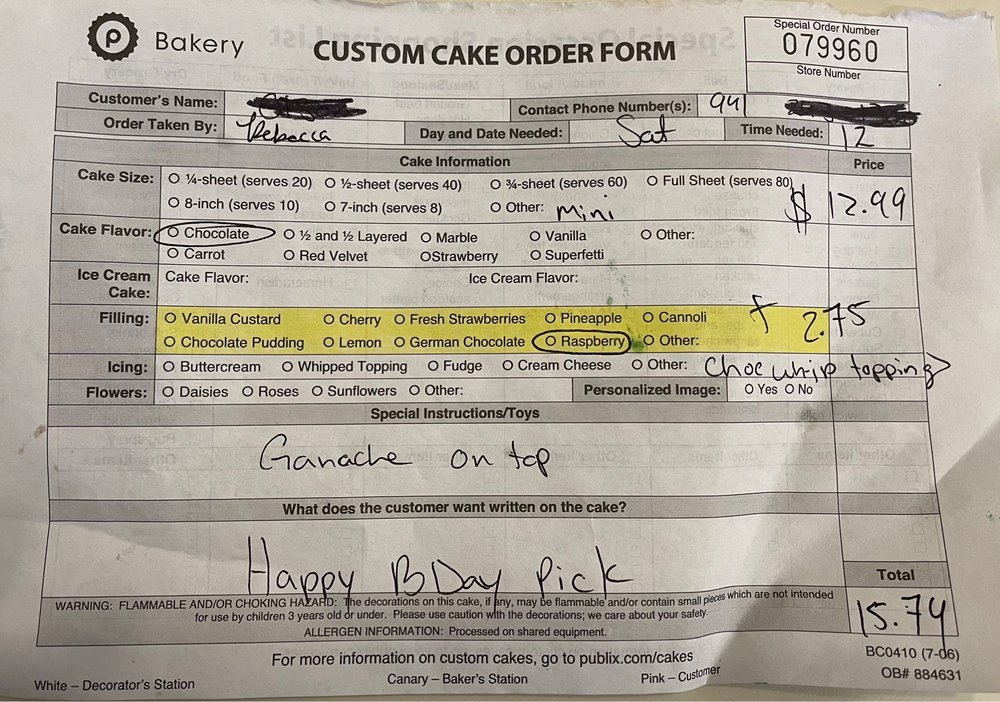 p Bakery
CUSTOM CAKE ORDER FORM
Special Order Number
079960
Store Number
Customer's Name:
Contact Phone Number(s): 941
Order Taken By: Rebecca
Day and Date Needed: Sat
Time Needed: 12
Cake Information
Price
Cake Size: ¼-sheet (serves 20) ½-sheet (serves 40) ¾-sheet (serves 60) Full Sheet (serves 80)
8-inch (serves 10) 7-inch (serves 8) Other: mini
$ 12.99
Cake Flavor: Chocolate ½ and ½ Layered Marble Vanilla Other:
Carrot Red Velvet Strawberry Superfetti
Ice Cream Cake: Cake Flavor: Ice Cream Flavor:
Filling: Vanilla Custard Cherry Fresh Strawberries Pineapple Cannoli
+ 2.75
Chocolate Pudding Lemon German Chocolate Raspberry Other:
Icing: Buttercream Whipped Topping Fudge Cream Cheese Other: Choc whip topping
Flowers: Daisies Roses Sunflowers Other:
Personalized Image: Yes No
Special Instructions/Toys
Ganache on top
What does the customer want written on the cake?
Happy BDay Pick
Total
15.74
WARNING: FLAMMABLE AND/OR CHOKING HAZARD: The decorations on this cake, if any, may be flammable and/or contain small pieces which are not intended
for use by children 3 years old or under. Please use caution with the decorations; we care about your safety.
ALLERGEN INFORMATION: Processed on shared equipment.
For more information on custom cakes, go to publix.com/cakes
BC0410 (7-06)
OB# 884631
White – Decorator's Station
Canary – Baker's Station
Pink – Customer